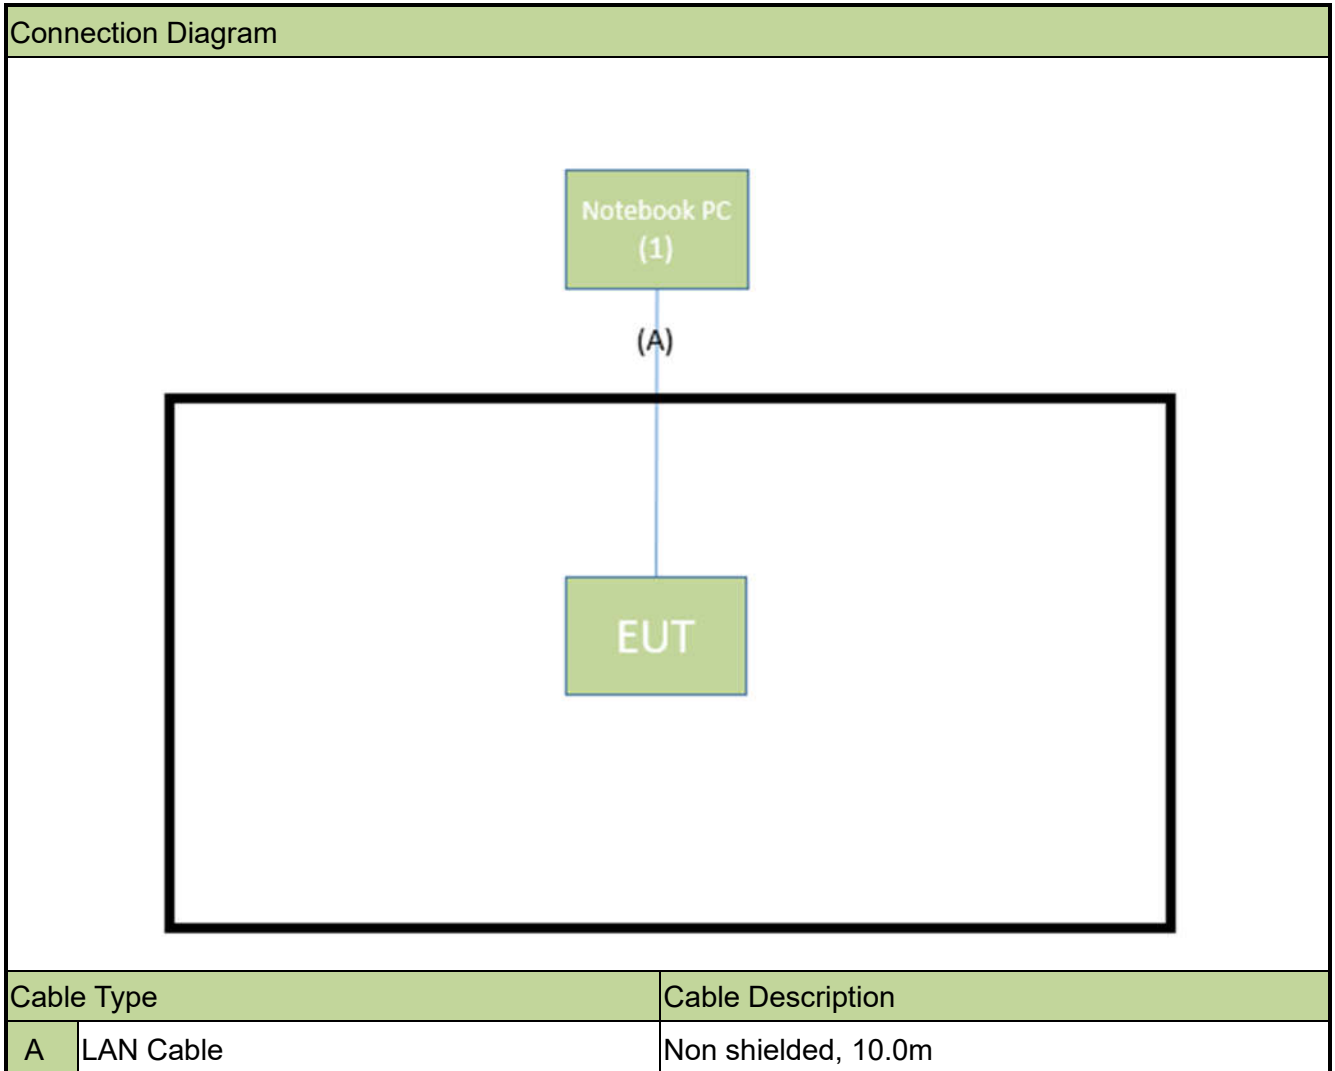 Connection Diagram
Notebook PC
(1)
(A)
EUT
Cable Type Cable Description
A LAN Cable Non shielded, 10.0m